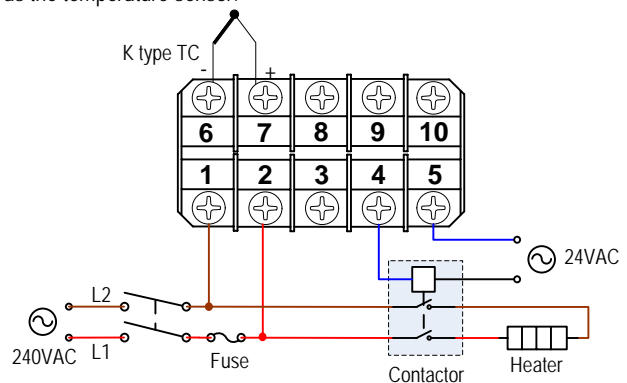 as the temperature sensor.
K type TC
- +
6 7 8 9 10
1 2 3 4 5
24VAC
L2
L1
240VAC
Fuse
Contactor
Heater